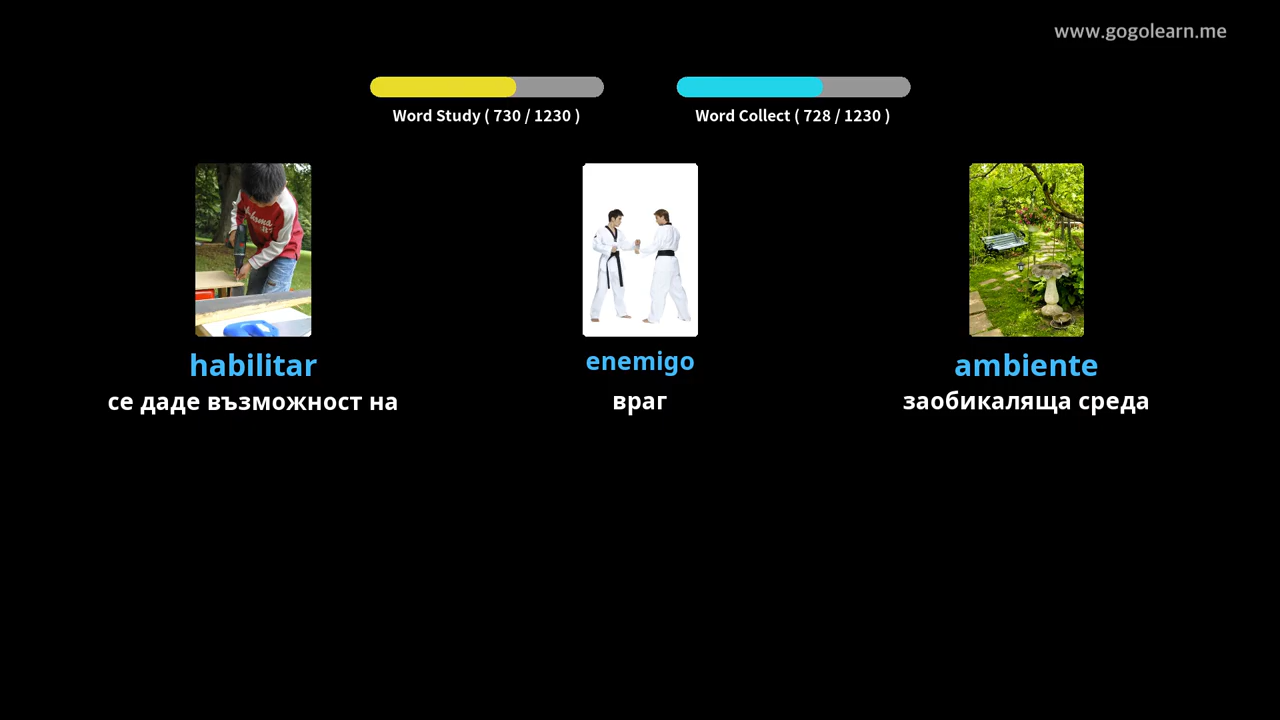 www.gogolearn.me
Word Study ( 730 / 1230 )
Word Collect ( 728 / 1230 )
habilitar
enemigo
ambiente
се даде възможност на
враг
заобикаляща среда